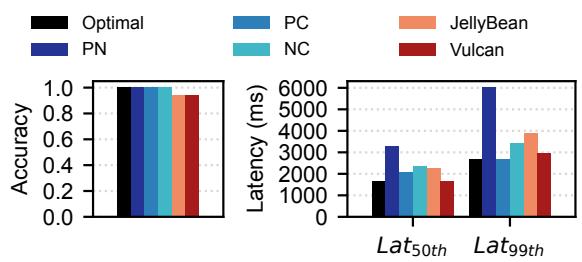 Optimal PC JellyBean
PN NC Vulcan
Accuracy
1.0
0.8
0.6
0.4
0.2
0.0
Latency (ms)
6000
5000
4000
3000
2000
1000
0
Lat50th Lat99th